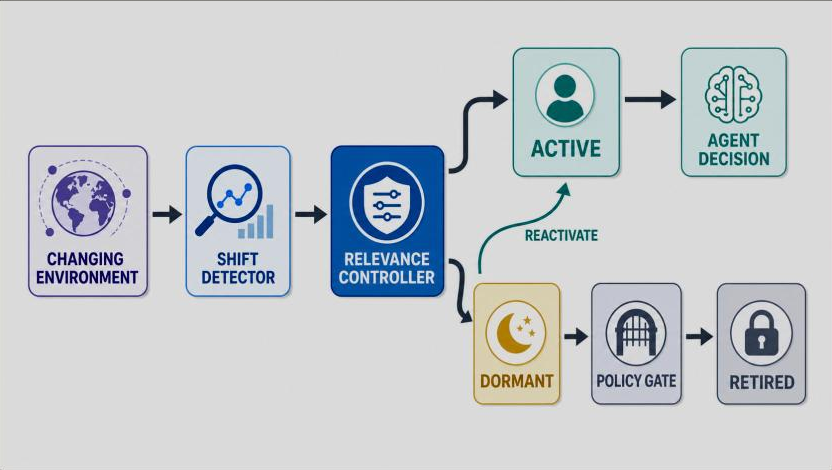 CHANGING
ENVIRONMENT
SHIFT
DETECTOR
RELEVANCE
CONTROLLER
ACTIVE
AGENT
DECISION
REACTIVATE
DORMANT
POLICY GATE
RETIRED